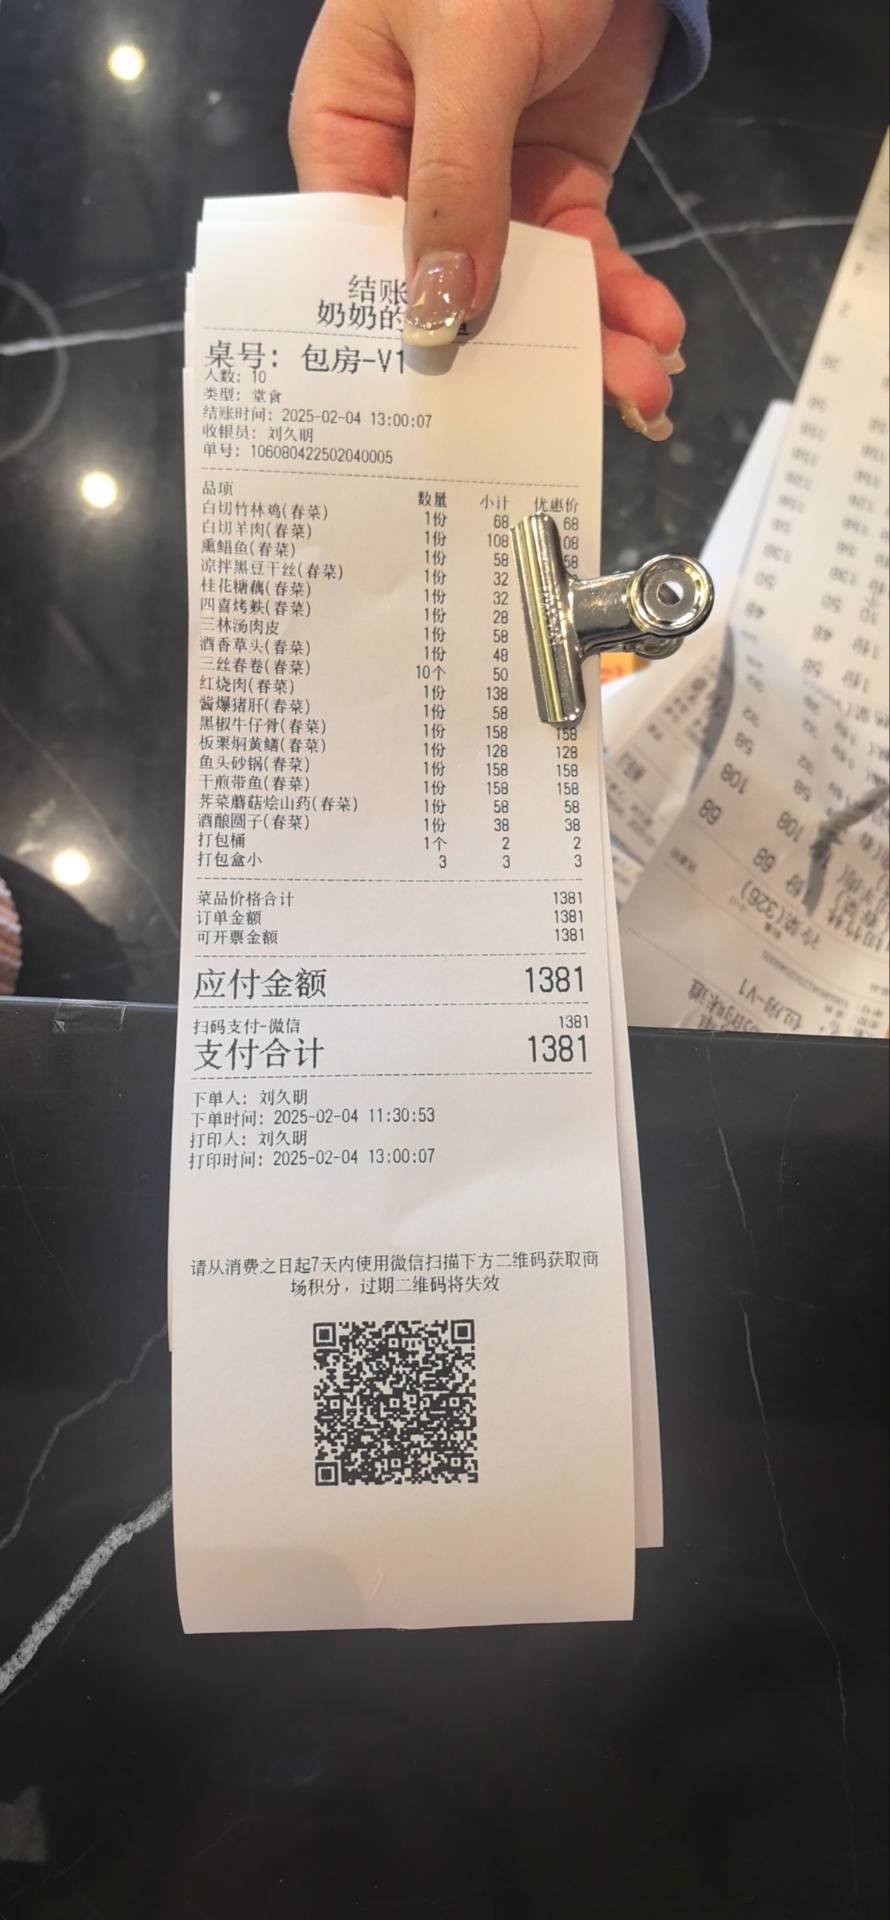 结账
奶奶的
桌号: 包房-V1
人数: 10
类型: 堂食
结账时间: 2025-02-04 13:00:07
收银员: 刘久明
单号: 106080422502040005
品项 数量 小计 优惠价
白切竹林鸡(春菜) 1份 68 68
白切羊肉(春菜) 1份 108
熏鲳鱼(春菜) 1份 58 58
凉拌黑豆干丝(春菜) 1份 32
桂花糖藕(春菜) 1份 32
四喜烤麸(春菜) 1份 28
三林汤肉皮 1份 58
酒香草头(春菜) 1份 48
三丝春卷(春菜) 10个 50
红烧肉(春菜) 1份 138
酱爆猪肝(春菜) 1份 58
黑椒牛仔骨(春菜) 1份 158 158
板栗焖黄鳝(春菜) 1份 128 128
鱼头砂锅(春菜) 1份 158 158
干煎带鱼(春菜) 1份 158 158
荠菜蘑菇烩山药(春菜) 1份 58 58
酒酿圆子(春菜) 1份 38 38
打包桶 1个 2 2
打包盒小 3 3 3
菜品价格合计 1381
订单金额 1381
可开票金额 1381
应付金额 1381
扫码支付-微信 1381
支付合计 1381
下单人: 刘久明
下单时间: 2025-02-04 11:30:53
打印人: 刘久明
打印时间: 2025-02-04 13:00:07
请从消费之日起7天内使用微信扫描下方二维码获取商
场积分，过期二维码将失效